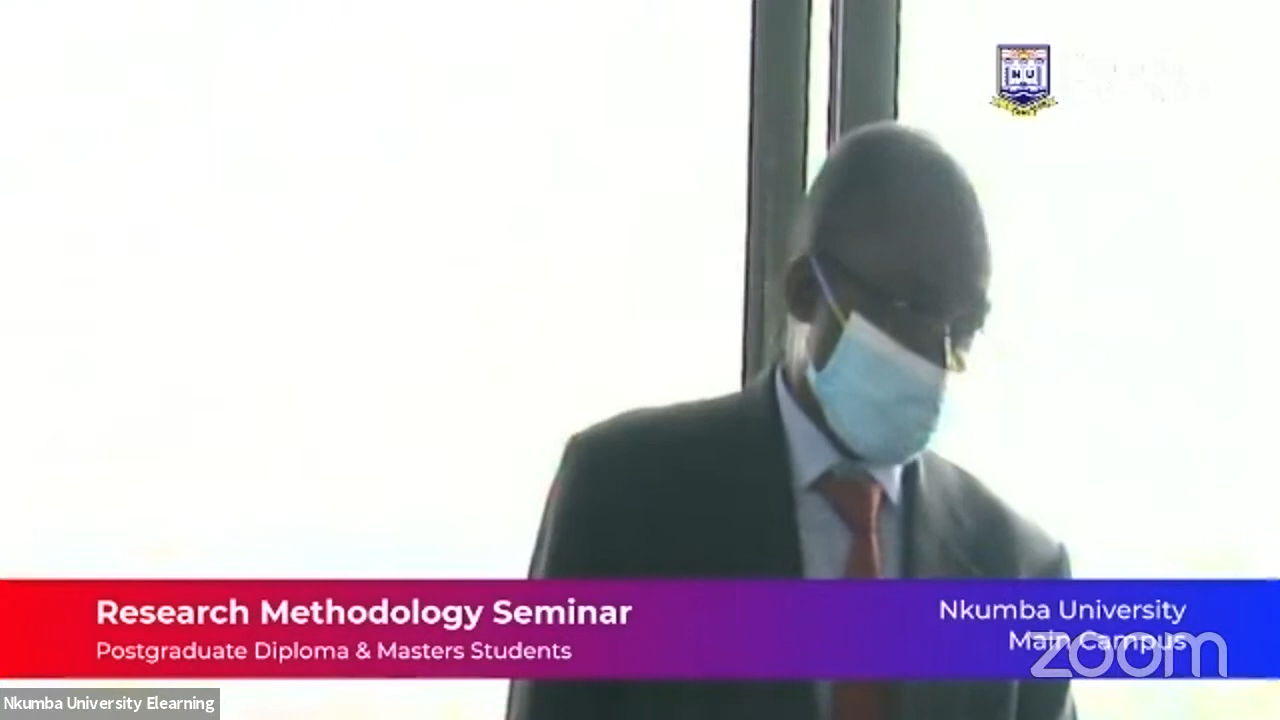 N U
Research Methodology Seminar
Postgraduate Diploma & Masters Students
Nkumba University
Main Campus
zoom
Nkumba University Elearning